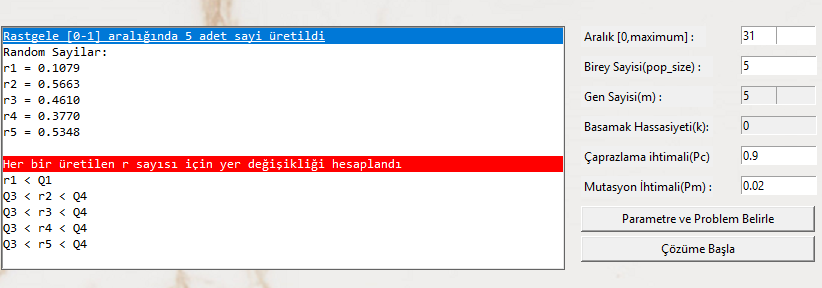 Rastgele [0-1] aralığında 5 adet sayi üretildi
Random Sayilar:
r1 = 0.1079
r2 = 0.5663
r3 = 0.4610
r4 = 0.3770
r5 = 0.5348
Her bir üretilen r sayısı için yer değişikliği hesaplandı
r1 < Q1
Q3 < r2 < Q4
Q3 < r3 < Q4
Q3 < r4 < Q4
Q3 < r5 < Q4
Aralık [0,maximum] : 31
Birey Sayisi(pop_size) : 5
Gen Sayisi(m) : 5
Basamak Hassasiyeti(k): 0
Çaprazlama ihtimali(Pc) 0.9
Mutasyon İhtimali(Pm) : 0.02
Parametre ve Problem Belirle
Çözüme Başla